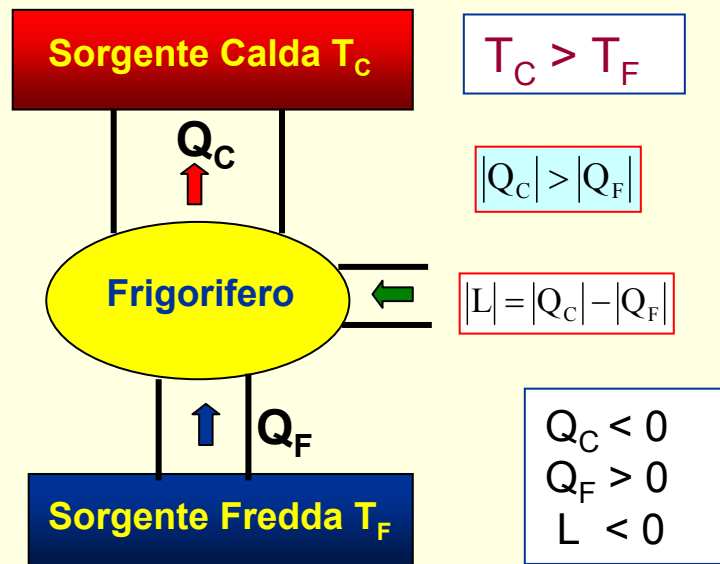 Sorgente Calda T_C
T_C > T_F
Q_C
|Q_C| > |Q_F|
Frigorifero
|L| = |Q_C| − |Q_F|
Q_F
Q_C < 0
Q_F > 0
L < 0
Sorgente Fredda T_F